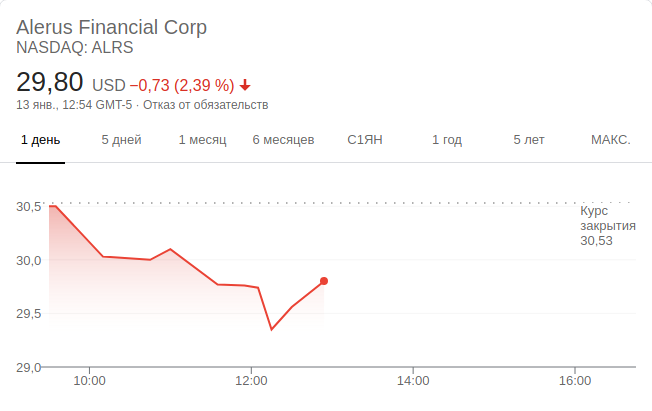 Alerus Financial Corp
NASDAQ: ALRS
29,80 USD −0,73 (2,39 %)
13 янв., 12:54 GMT-5 · Отказ от обязательств
1 день 5 дней 1 месяц 6 месяцев С1ЯН 1 год 5 лет МАКС.
30,5
Курс
закрытия
30,53
30,0
29,5
29,0
10:00 12:00 14:00 16:00